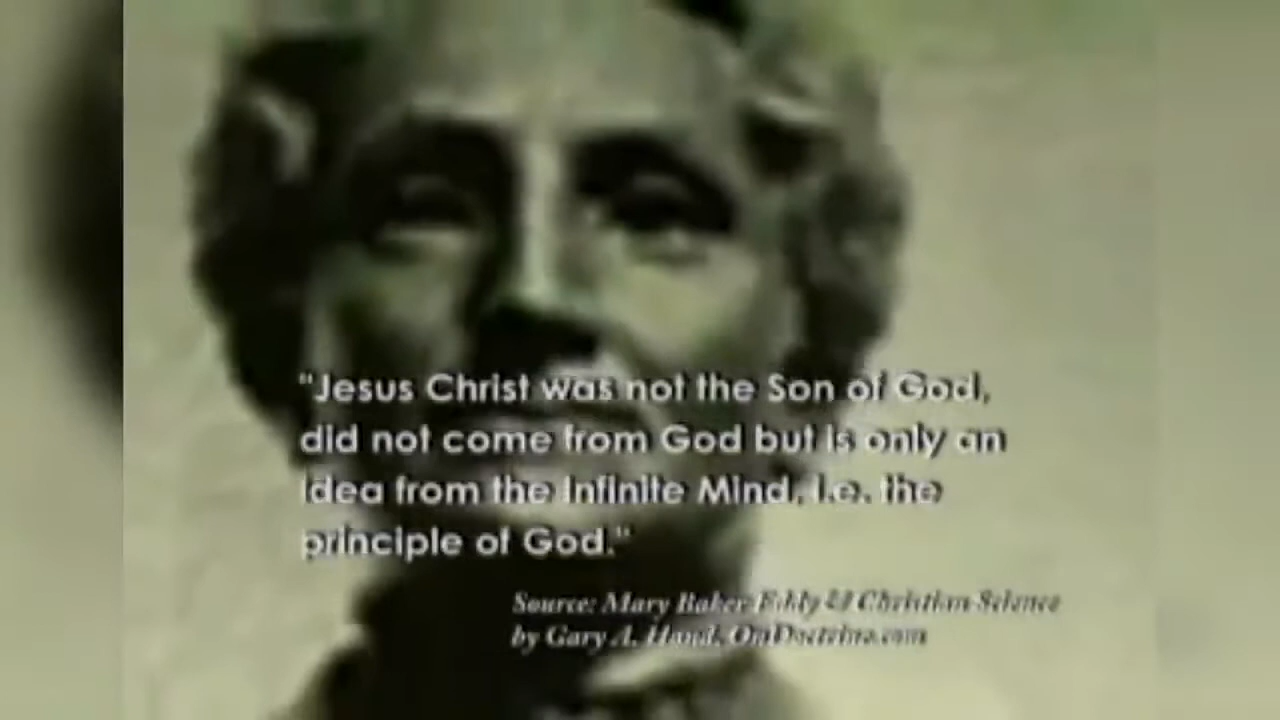 "Jesus Christ was not the Son of God,
did not come from God but is only an
idea from the Infinite Mind, i.e. the
principle of God."
Source: Mary Baker Eddy & Christian Science
by Gary A. Hand, OnDoctrine.com